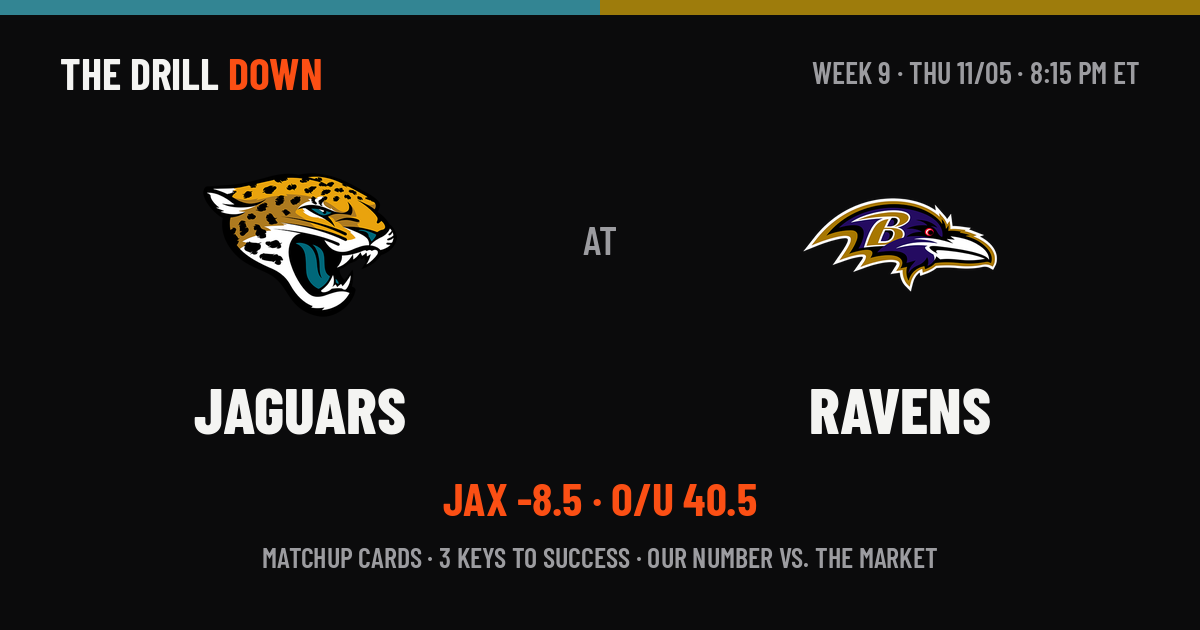 THE DRILL DOWN
WEEK 9 · THU 11/05 · 8:15 PM ET
AT
B
JAGUARS
RAVENS
JAX -8.5 · O/U 40.5
MATCHUP CARDS · 3 KEYS TO SUCCESS · OUR NUMBER VS. THE MARKET